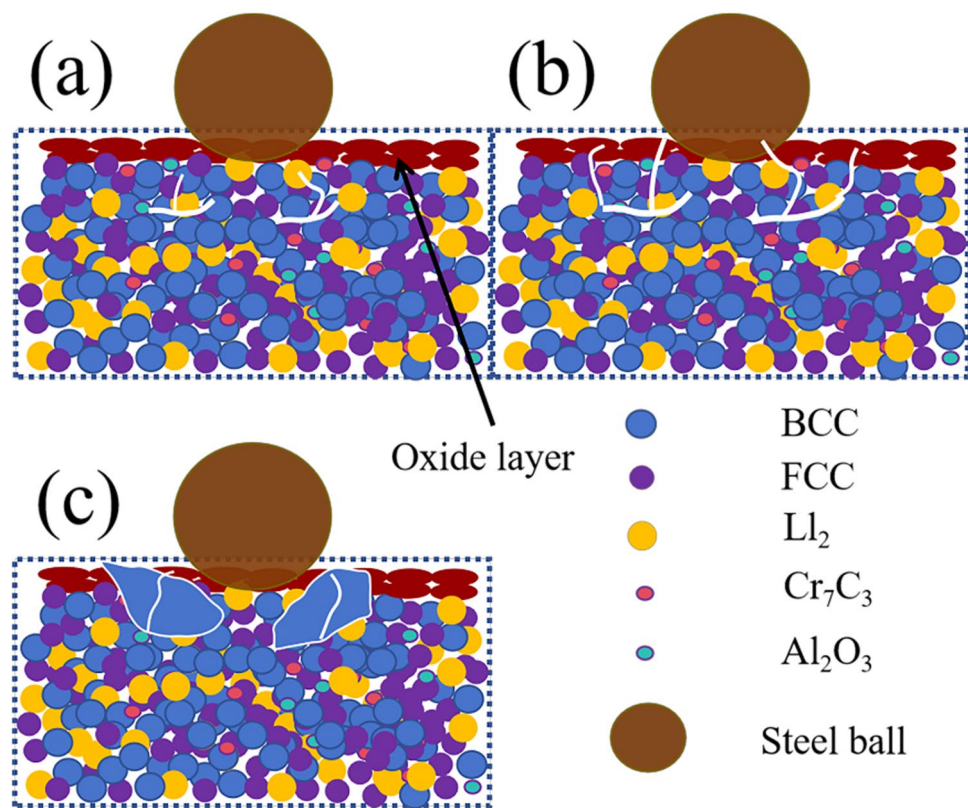 (a)
(b)
Oxide layer
(c)
BCC
FCC
Ll₂
Cr₇C₃
Al₂O₃
Steel ball